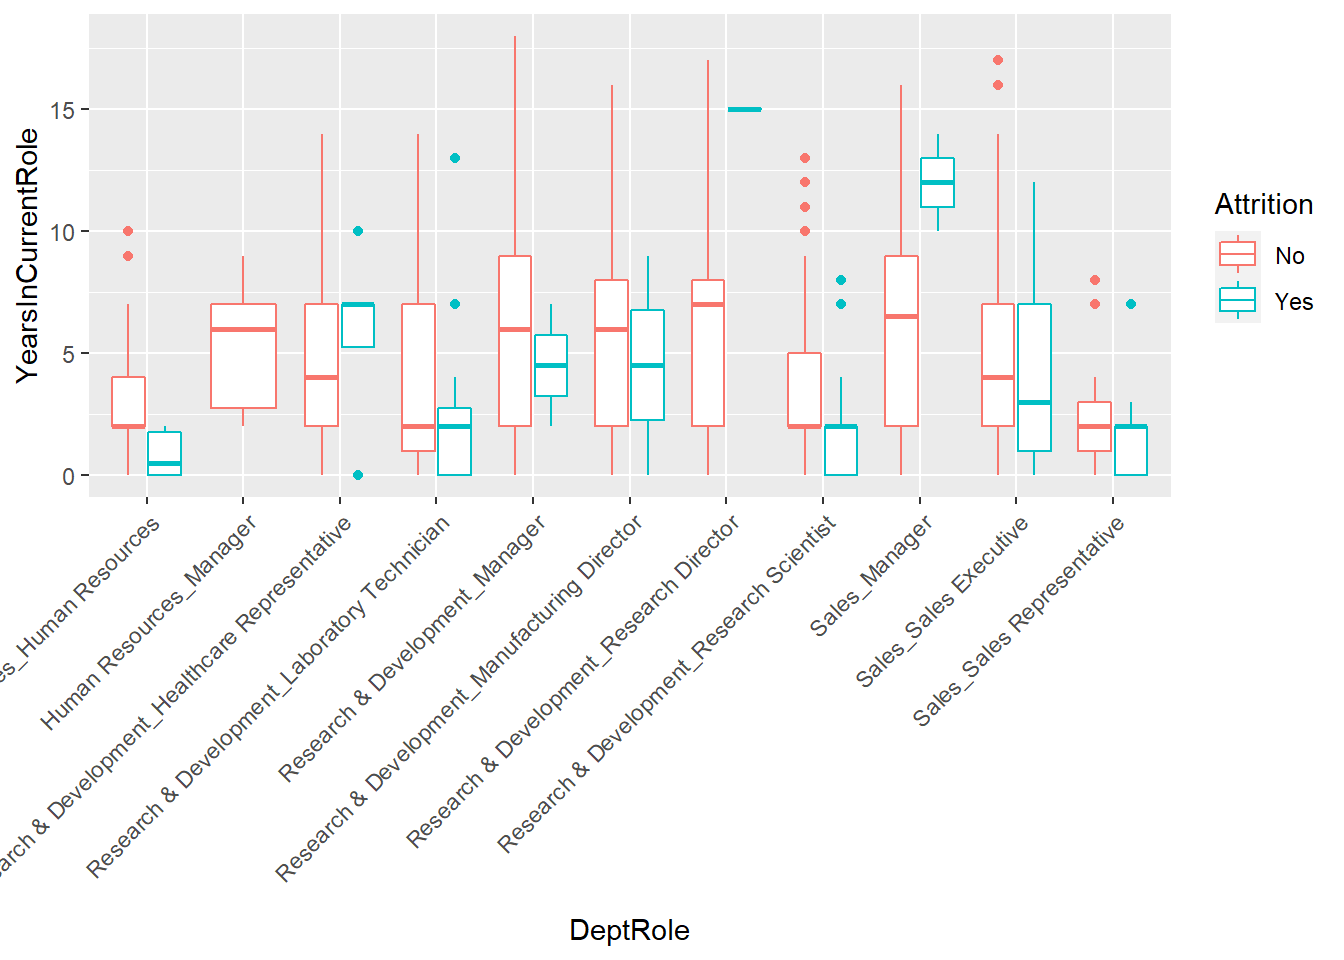 YearsInCurrentRole
15
10
5
0
Attrition
No
Yes
es_Human Resources
Human Resources_Manager
arch & Development_Healthcare Representative
Research & Development_Laboratory Technician
Research & Development_Manager
Research & Development_Manufacturing Director
Research & Development_Research Director
Research & Development_Research Scientist
Sales_Manager
Sales_Sales Executive
Sales_Sales Representative
DeptRole